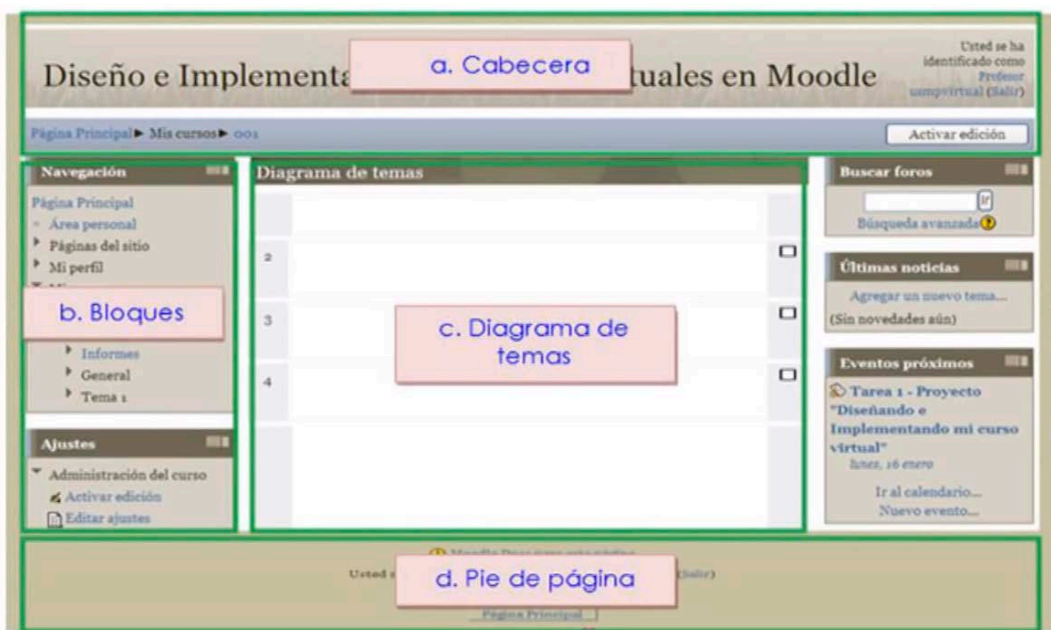 Diseño e Implementa
a. Cabecera
tuales en Moodle
Usted se ha
identificado como
Profesor
usmpvirtual (Salir)
Página Principal ► Mis cursos ► 001
Activar edición
Navegación
Página Principal
Área personal
Páginas del sitio
Mi perfil
b. Bloques
Informes
General
Tema 1
Ajustes
Administración del curso
Activar edición
Editar ajustes
Diagrama de temas
2
3
4
c. Diagrama de
temas
Buscar foros
Ir
Búsqueda avanzada
Últimas noticias
Agregar un nuevo tema...
(Sin novedades aún)
Eventos próximos
Tarea 1 - Proyecto
"Diseñando e
Implementando mi curso
virtual"
lunes, 16 enero
Ir al calendario...
Nuevo evento...
Usted
(Salir)
d. Pie de página
Página Principal